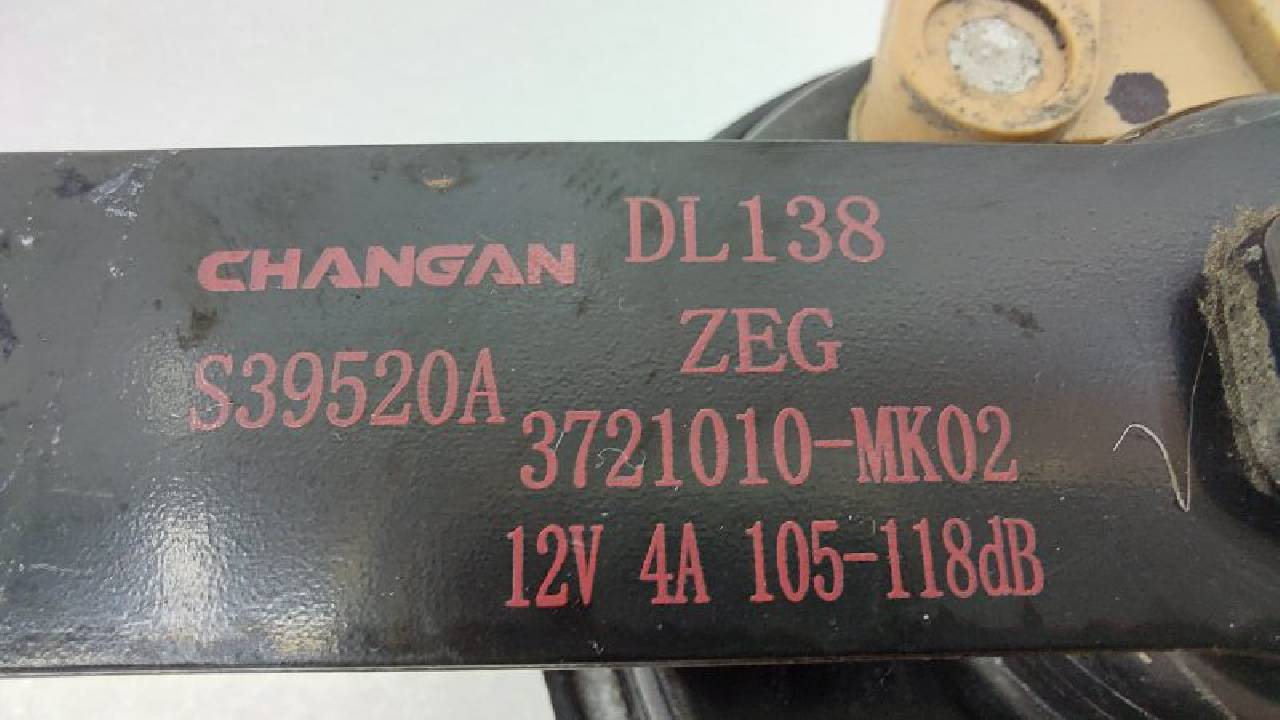 CHANGAN DL138
ZEG
S39520A
3721010-MK02
12V 4A 105-118dB